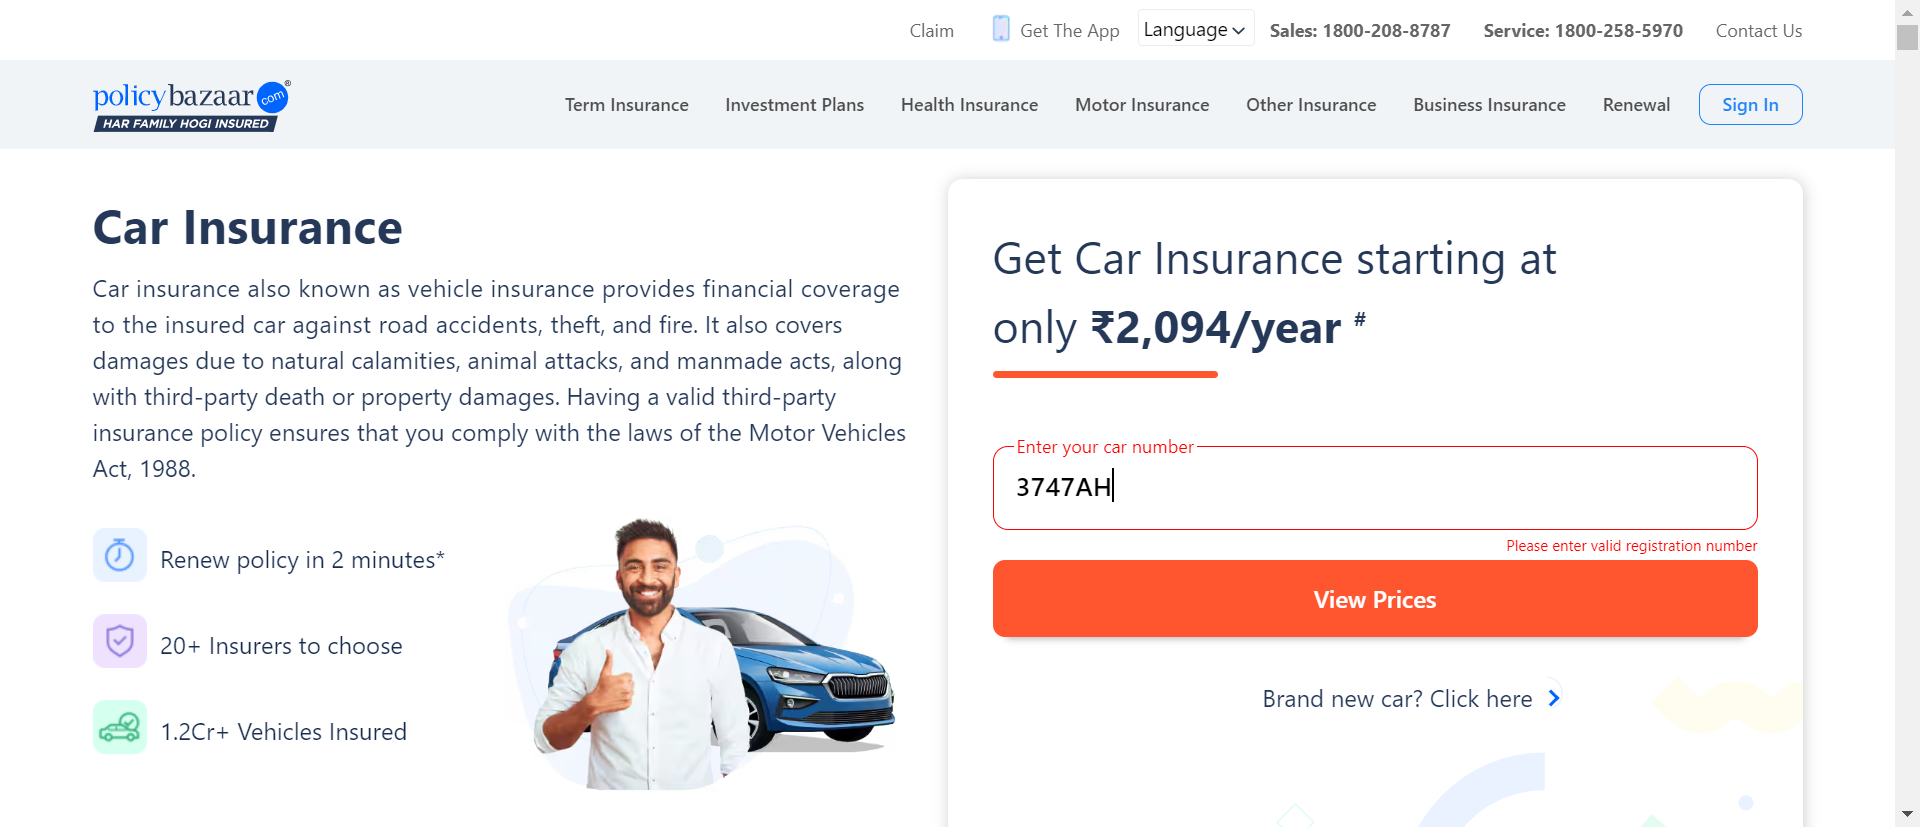 Claim
Get The App
Language
Sales: 1800-208-8787
Service: 1800-258-5970
Contact Us
policybazaar.com®
HAR FAMILY HOGI INSURED
Term Insurance
Investment Plans
Health Insurance
Motor Insurance
Other Insurance
Business Insurance
Renewal
Sign In
Car Insurance
Car insurance also known as vehicle insurance provides financial coverage
to the insured car against road accidents, theft, and fire. It also covers
damages due to natural calamities, animal attacks, and manmade acts, along
with third-party death or property damages. Having a valid third-party
insurance policy ensures that you comply with the laws of the Motor Vehicles
Act, 1988.
Renew policy in 2 minutes*
20+ Insurers to choose
1.2Cr+ Vehicles Insured
Get Car Insurance starting at
only ₹2,094/year #
Enter your car number
3747AH
Please enter valid registration number
View Prices
Brand new car? Click here